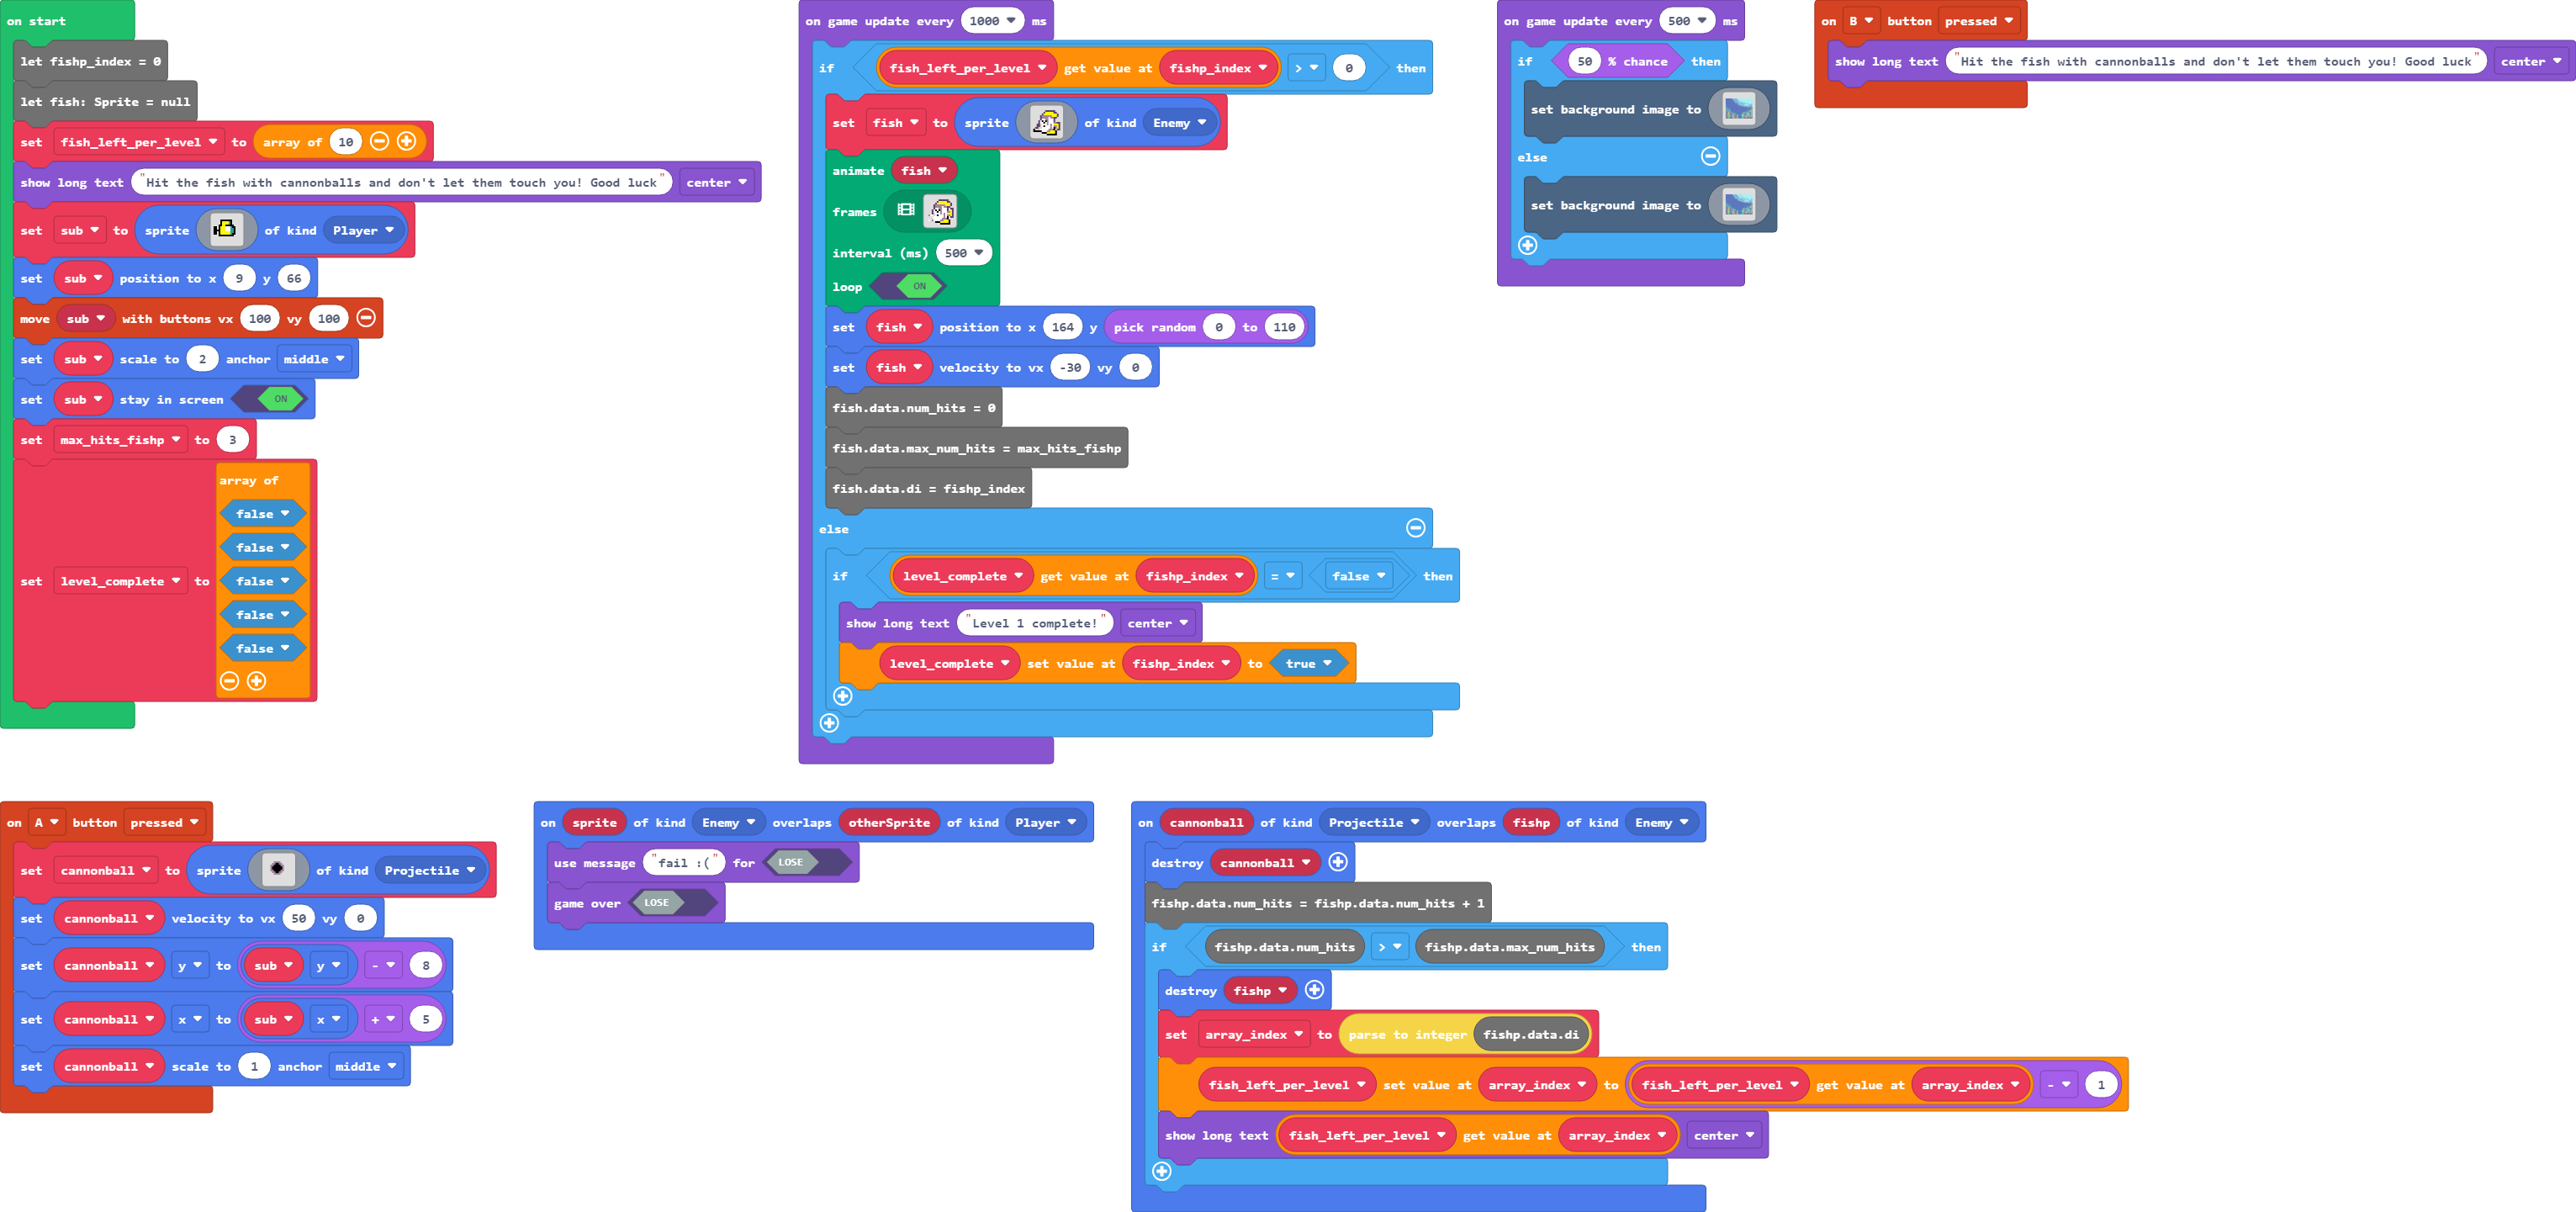 on start
let fishp_index = 0
let fish: Sprite = null
set fish_left_per_level to array of 10
show long text "Hit the fish with cannonballs and don't let them touch you! Good luck" center
set sub to sprite of kind Player
set sub position to x 9 y 66
move sub with buttons vx 100 vy 100
set sub scale to 2 anchor middle
set sub stay in screen ON
set max_hits_fishp to 3
set level_complete to array of
false
false
false
false
false
on game update every 1000 ms
if fish_left_per_level get value at fishp_index > 0 then
set fish to sprite of kind Enemy
animate fish
frames
interval (ms) 500
loop ON
set fish position to x 164 y pick random 0 to 110
set fish velocity to vx -30 vy 0
fish.data.num_hits = 0
fish.data.max_num_hits = max_hits_fishp
fish.data.di = fishp_index
else
if level_complete get value at fishp_index = false then
show long text "Level 1 complete!" center
level_complete set value at fishp_index to true
on game update every 500 ms
if 50 % chance then
set background image to
else
set background image to
on B button pressed
show long text "Hit the fish with cannonballs and don't let them touch you! Good luck" center
on A button pressed
set cannonball to sprite of kind Projectile
set cannonball velocity to vx 50 vy 0
set cannonball y to sub y - 8
set cannonball x to sub x + 5
set cannonball scale to 1 anchor middle
on sprite of kind Enemy overlaps otherSprite of kind Player
use message "fail :(" for LOSE
game over LOSE
on cannonball of kind Projectile overlaps fishp of kind Enemy
destroy cannonball
fishp.data.num_hits = fishp.data.num_hits + 1
if fishp.data.num_hits > fishp.data.max_num_hits then
destroy fishp
set array_index to parse to integer fishp.data.di
fish_left_per_level set value at array_index to fish_left_per_level get value at array_index - 1
show long text fish_left_per_level get value at array_index center